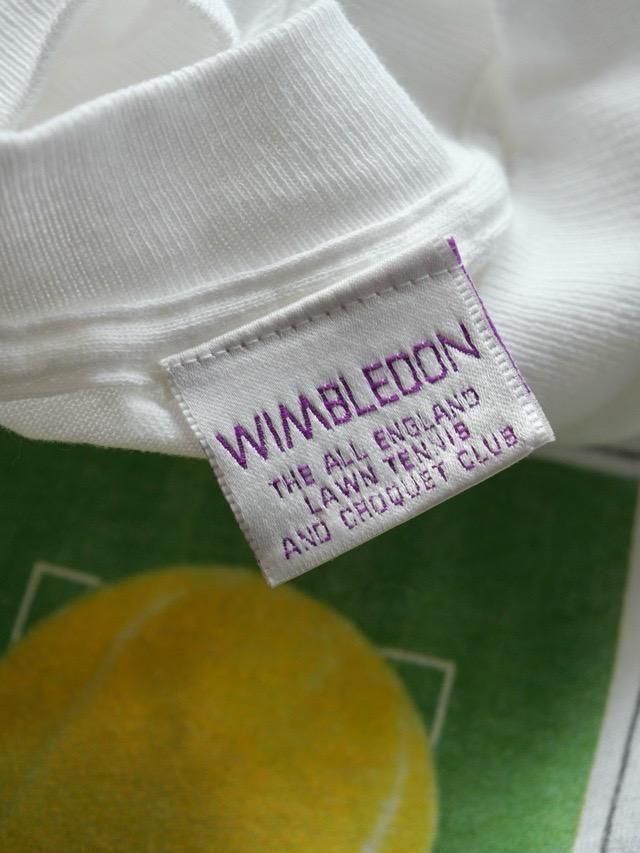 WIMBLEDON
THE ALL ENGLAND
LAWN TENNIS
AND CROQUET CLUB